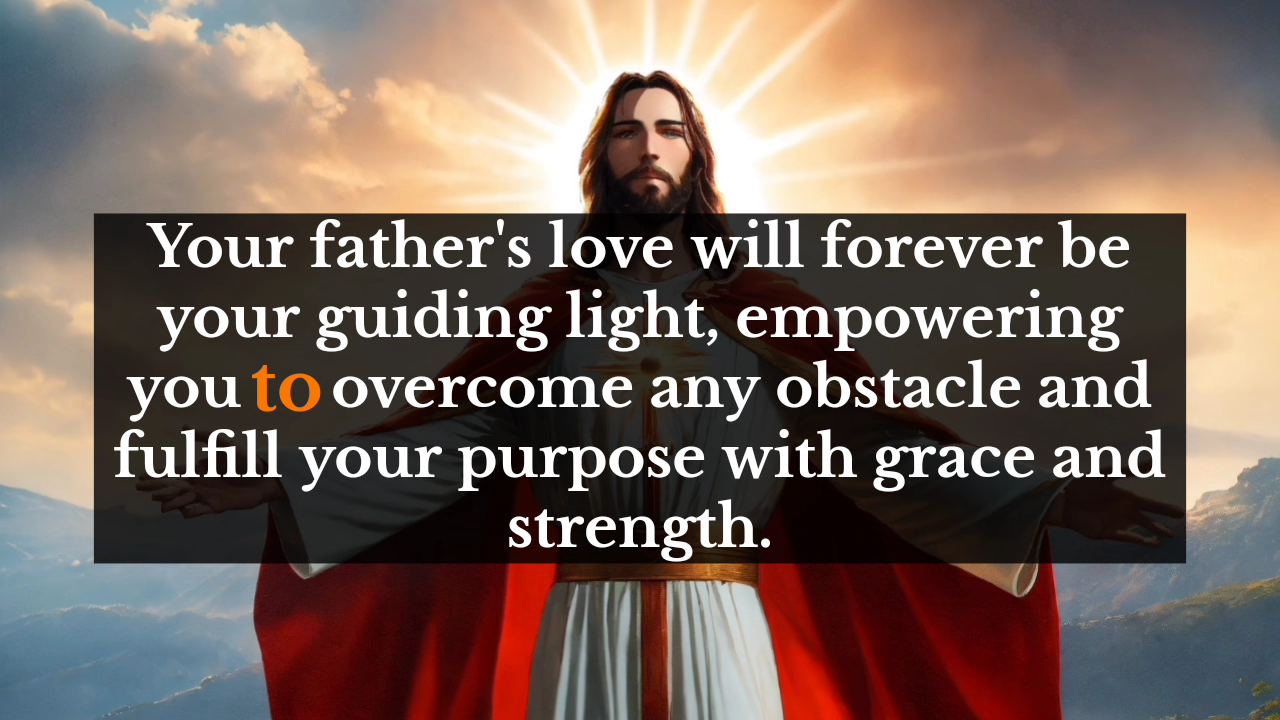 Your father's love will forever be
your guiding light, empowering
you to overcome any obstacle and
fulfill your purpose with grace and
strength.